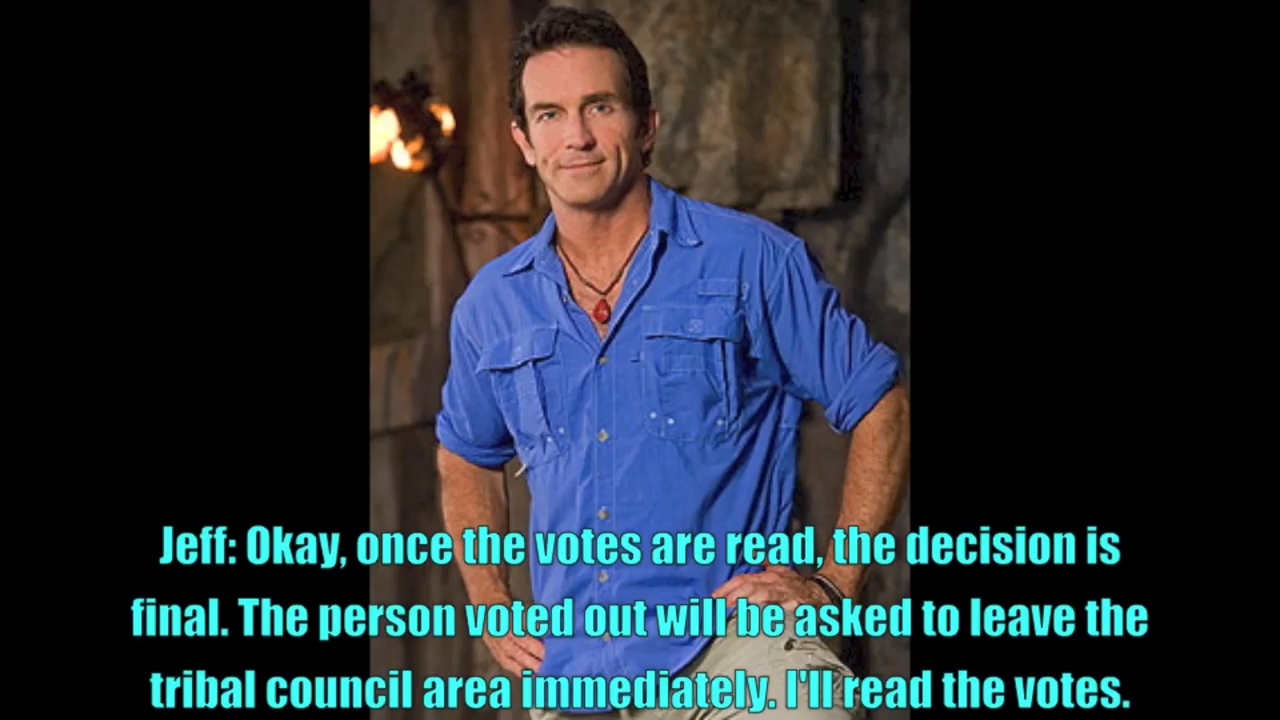 Jeff: Okay, once the votes are read, the decision is
final. The person voted out will be asked to leave the
tribal council area immediately. I'll read the votes.